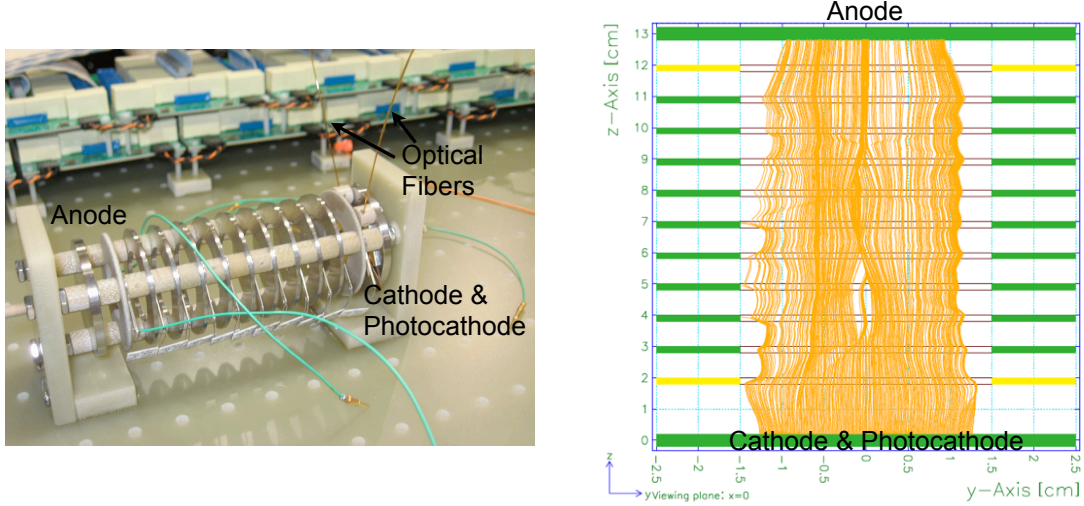 Optical
Fibers
Anode
Cathode &
Photocathode
Anode
z-Axis [cm]
13
12
11
10
9
8
7
6
5
4
3
2
1
0
Cathode & Photocathode
-2.5
-2
-1.5
-1
-0.5
0
0.5
1
1.5
2
2.5
z
y
Viewing plane: x=0
y-Axis [cm]